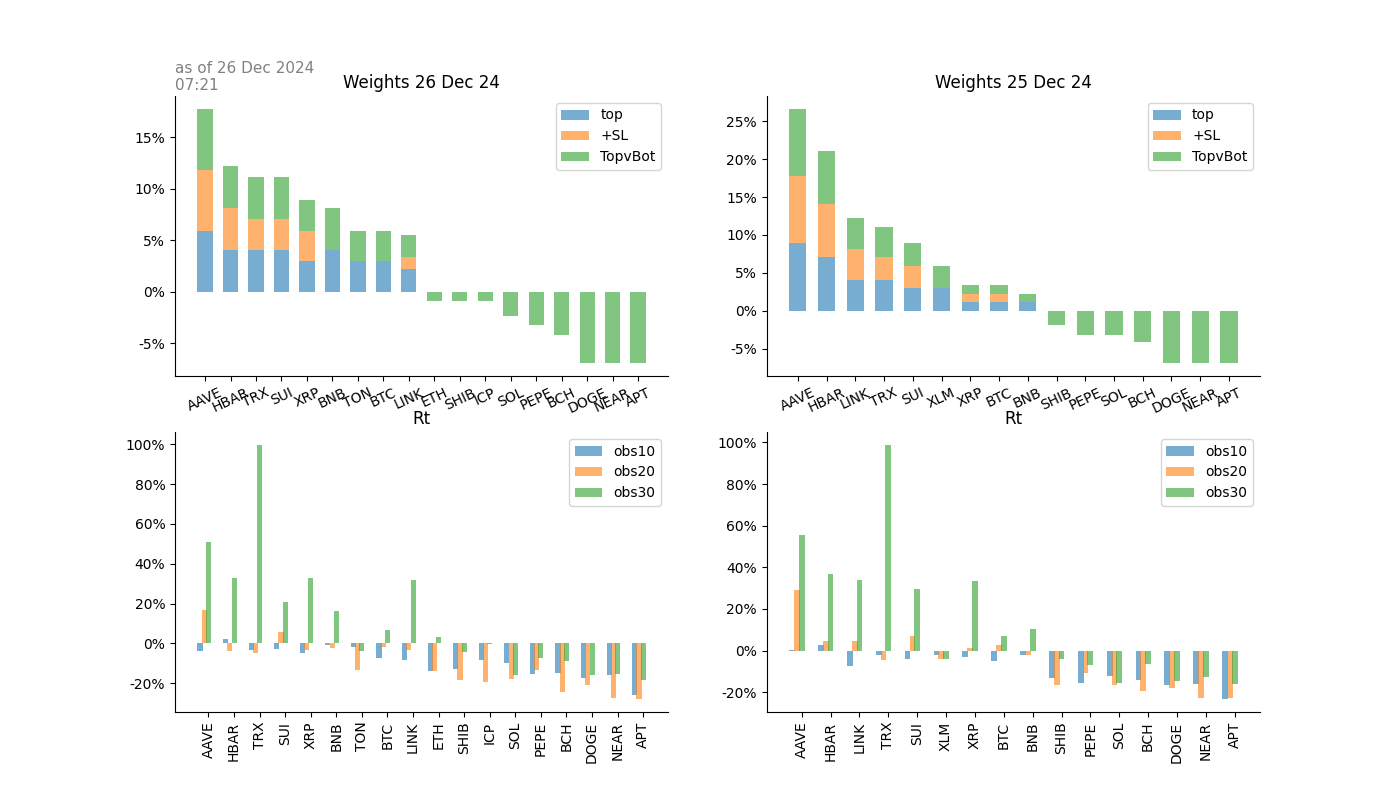 as of 26 Dec 2024
07:21
Weights 26 Dec 24
top
+SL
TopvBot
15%
10%
5%
0%
-5%
AAVE HBAR TRX SUI XRP BNB TON BTC LINK ETH SHIB ICP SOL PEPE BCH DOGE NEAR APT
Weights 25 Dec 24
top
+SL
TopvBot
25%
20%
15%
10%
5%
0%
-5%
AAVE HBAR LINK TRX SUI XLM XRP BTC BNB SHIB PEPE SOL BCH DOGE NEAR APT
Rt
obs10
obs20
obs30
100%
80%
60%
40%
20%
0%
-20%
AAVE HBAR TRX SUI XRP BNB TON BTC LINK ETH SHIB ICP SOL PEPE BCH DOGE NEAR APT
Rt
obs10
obs20
obs30
100%
80%
60%
40%
20%
0%
-20%
AAVE HBAR LINK TRX SUI XLM XRP BTC BNB SHIB PEPE SOL BCH DOGE NEAR APT